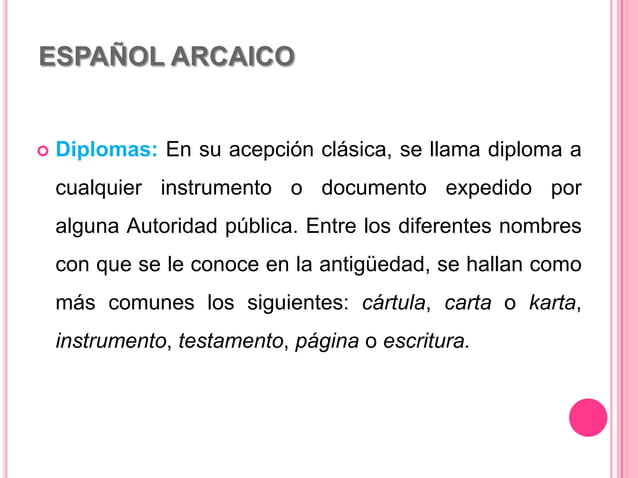 ESPAÑOL ARCAICO
Diplomas: En su acepción clásica, se llama diploma a
cualquier instrumento o documento expedido por
alguna Autoridad pública. Entre los diferentes nombres
con que se le conoce en la antigüedad, se hallan como
más comunes los siguientes: cártula, carta o karta,
instrumento, testamento, página o escritura.